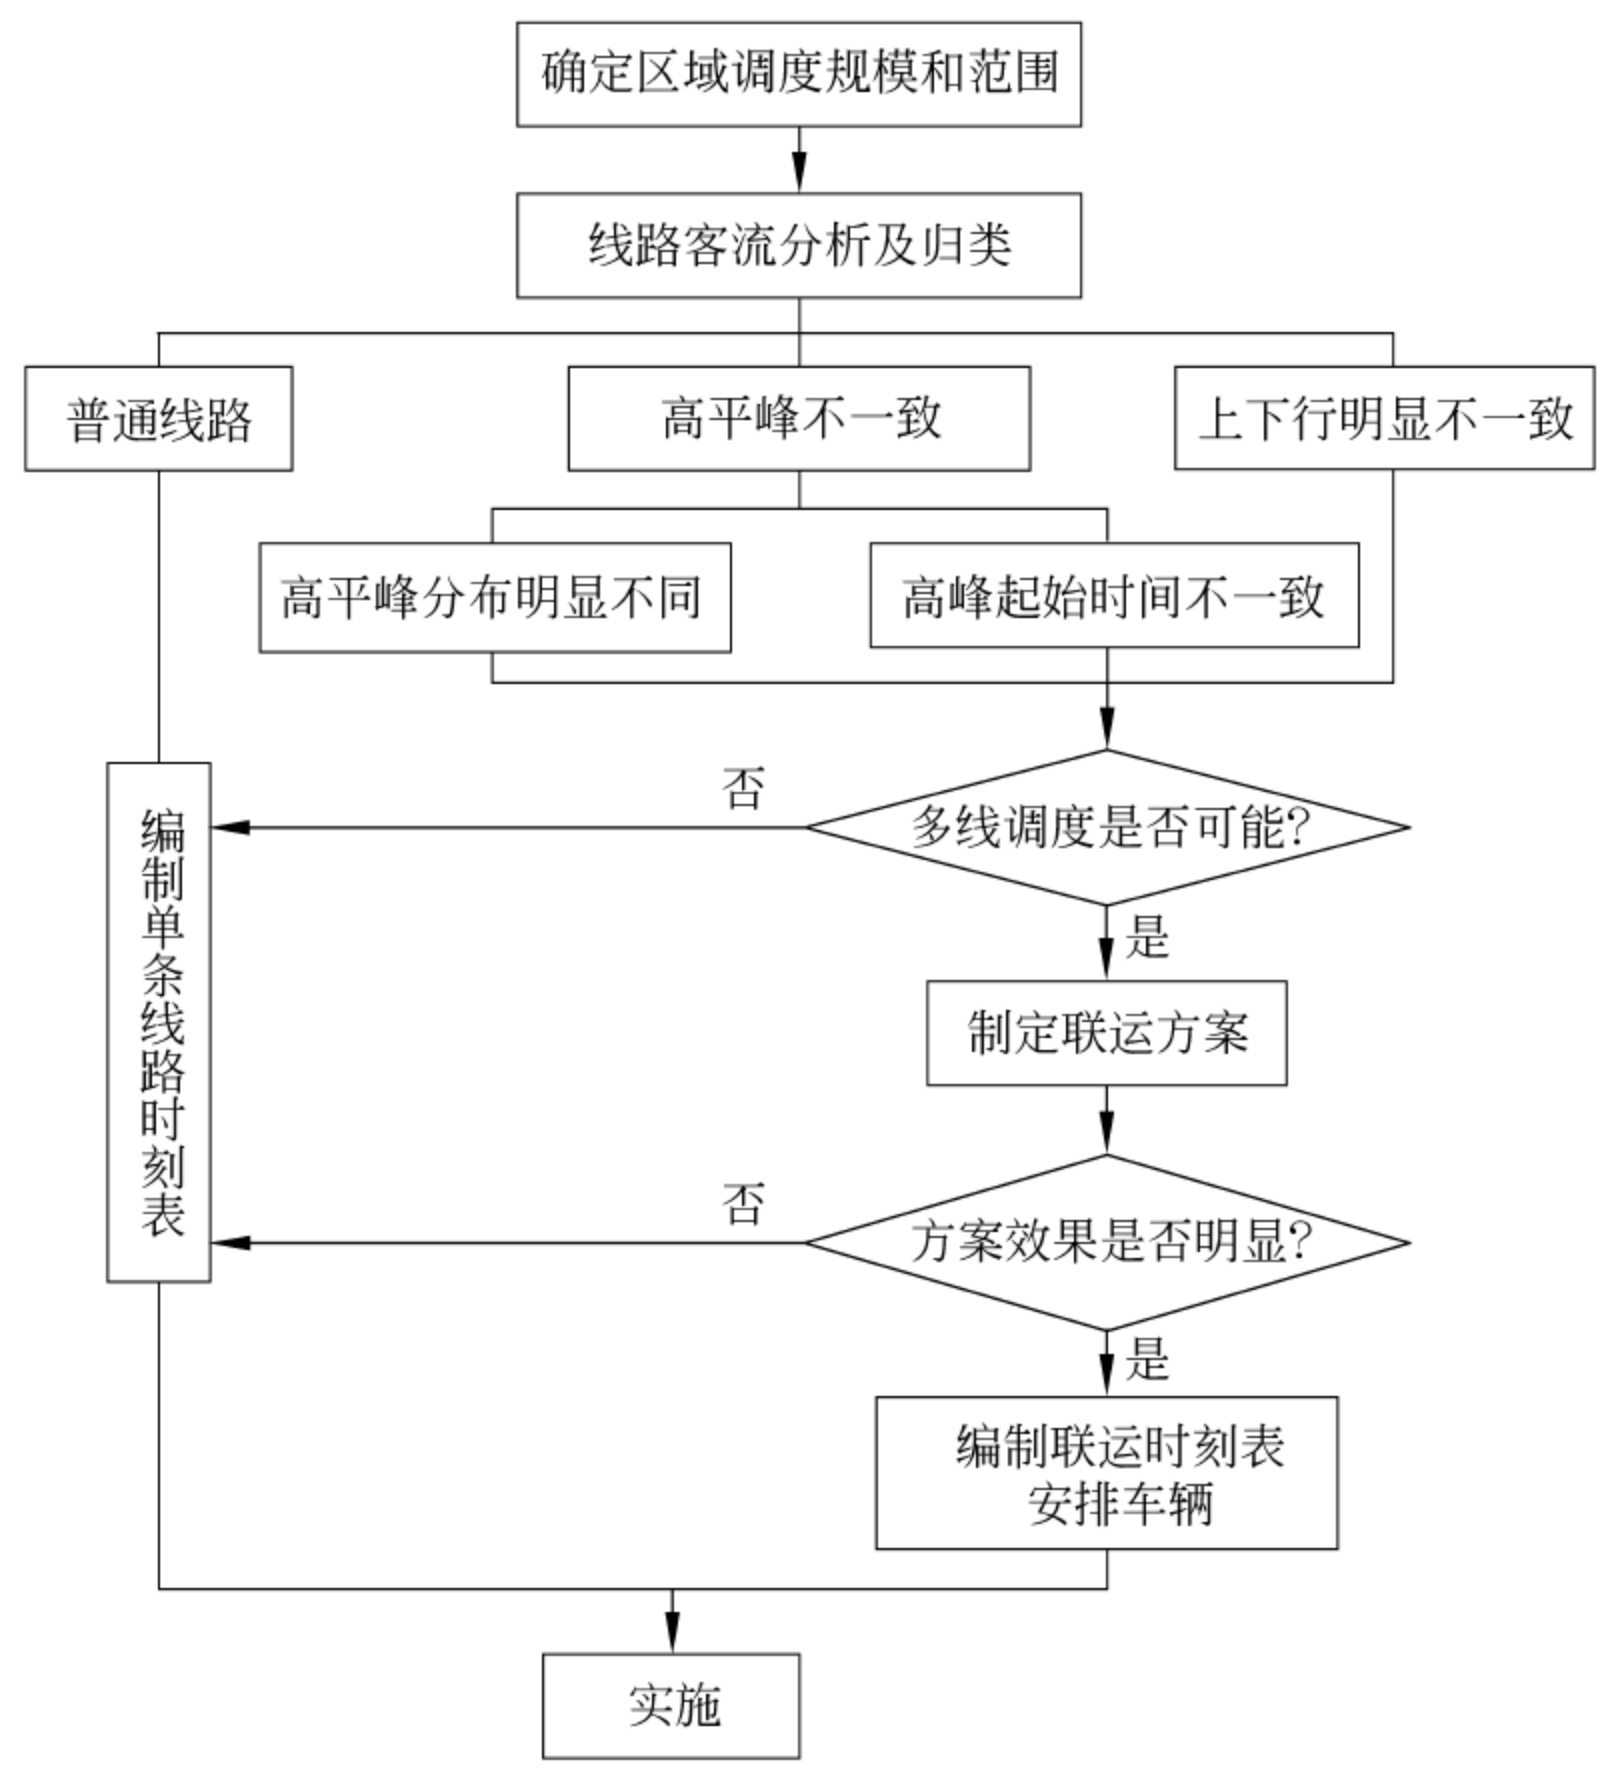 确定区域调度规模和范围
线路客流分析及归类
普通线路
高平峰不一致
上下行明显不一致
高平峰分布明显不同
高峰起始时间不一致
多线调度是否可能?
否
是
编制单条线路时刻表
制定联运方案
方案效果是否明显?
否
是
编制联运时刻表
安排车辆
实施